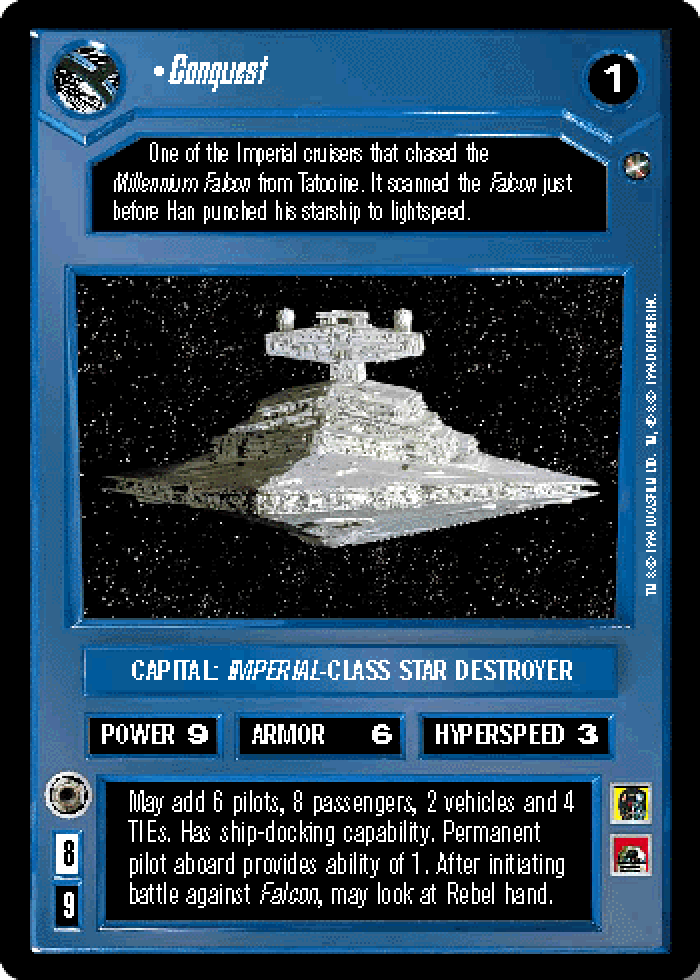 • Conquest
1
One of the Imperial cruisers that chased the
Millennium Falcon from Tatooine. It scanned the Falcon just
before Han punched his starship to lightspeed.
CAPITAL: IMPERIAL-CLASS STAR DESTROYER
POWER 9
ARMOR 6
HYPERSPEED 3
May add 6 pilots, 8 passengers, 2 vehicles and 4
TIEs. Has ship-docking capability. Permanent
pilot aboard provides ability of 1. After initiating
battle against Falcon, may look at Rebel hand.
8
9